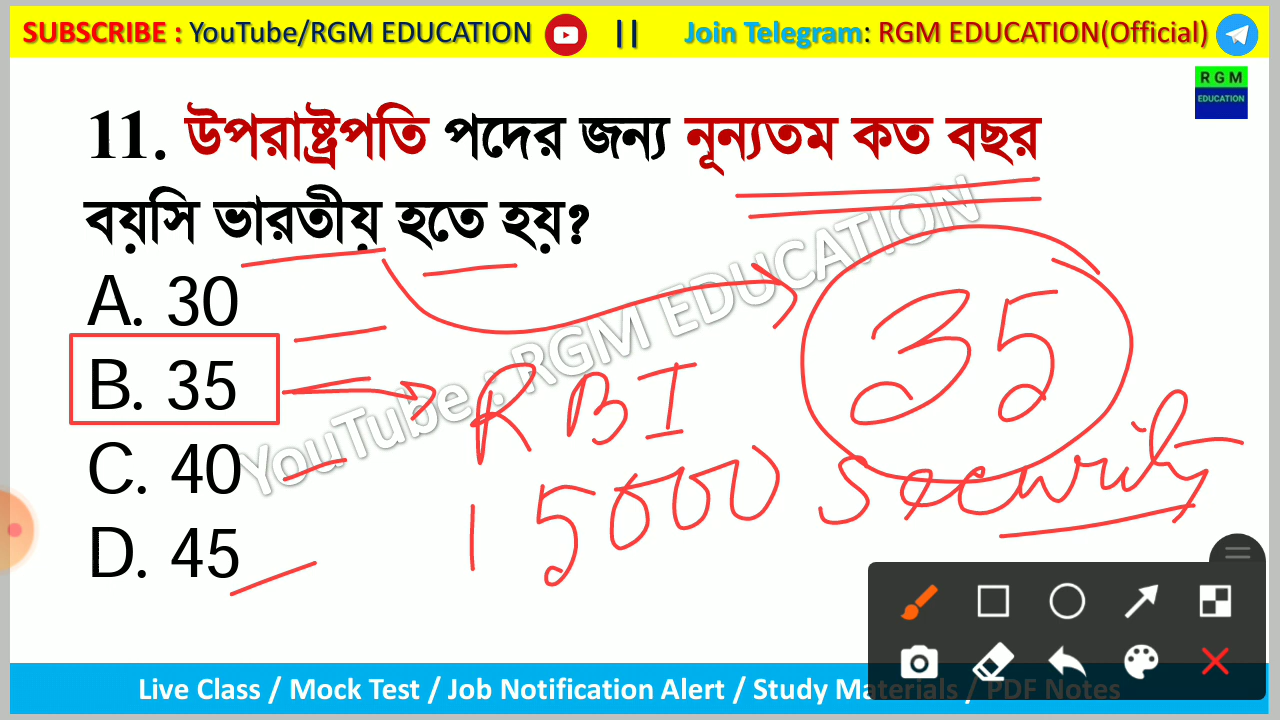 SUBSCRIBE : YouTube/RGM EDUCATION || Join Telegram: RGM EDUCATION(Official)
RGM
EDUCATION
11. উপরাষ্ট্রপতি পদের জন্য নূন্যতম কত বছর
বয়সি ভারতীয় হতে হয়?
A. 30
B. 35
C. 40
D. 45
35
RBI
15000 security
YouTube : RGM EDUCATION
Live Class / Mock Test / Job Notification Alert / Study Materials / PDF Notes